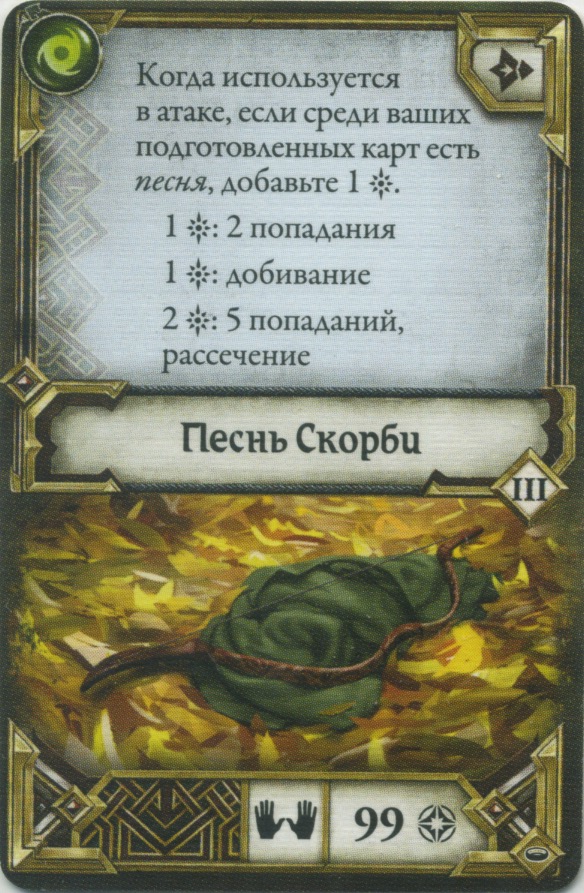 Когда используется
в атаке, если среди ваших
подготовленных карт есть
песня, добавьте 1 .
1 : 2 попадания
1 : добивание
2 : 5 попаданий,
рассечение
Песнь Скорби
III
99